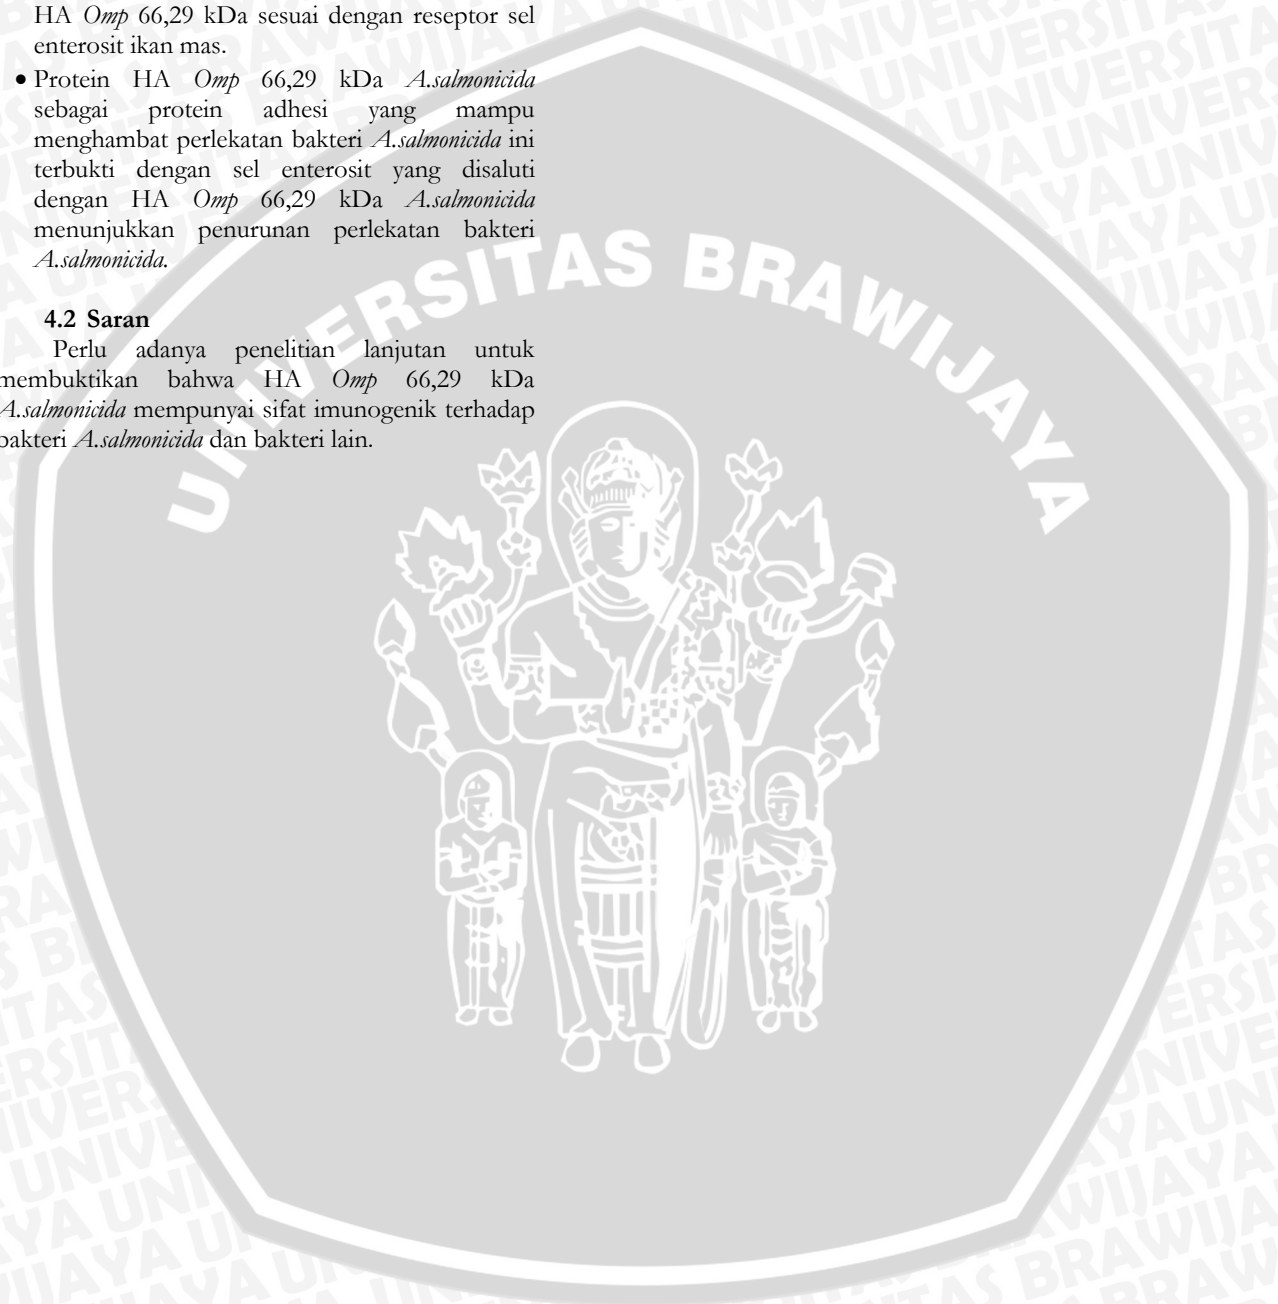 HA Omp 66,29 kDa sesuai dengan reseptor sel
enterosit ikan mas.
• Protein HA Omp 66,29 kDa A.salmonicida
sebagai protein adhesi yang mampu
menghambat perlekatan bakteri A.salmonicida ini
terbukti dengan sel enterosit yang disaluti
dengan HA Omp 66,29 kDa A.salmonicida
menunjukkan penurunan perlekatan bakteri
A.salmonicida.
4.2 Saran
Perlu adanya penelitian lanjutan untuk
membuktikan bahwa HA Omp 66,29 kDa
A.salmonicida mempunyai sifat imunogenik terhadap
bakteri A.salmonicida dan bakteri lain.
UNIVERSITAS BRAWIJAYA